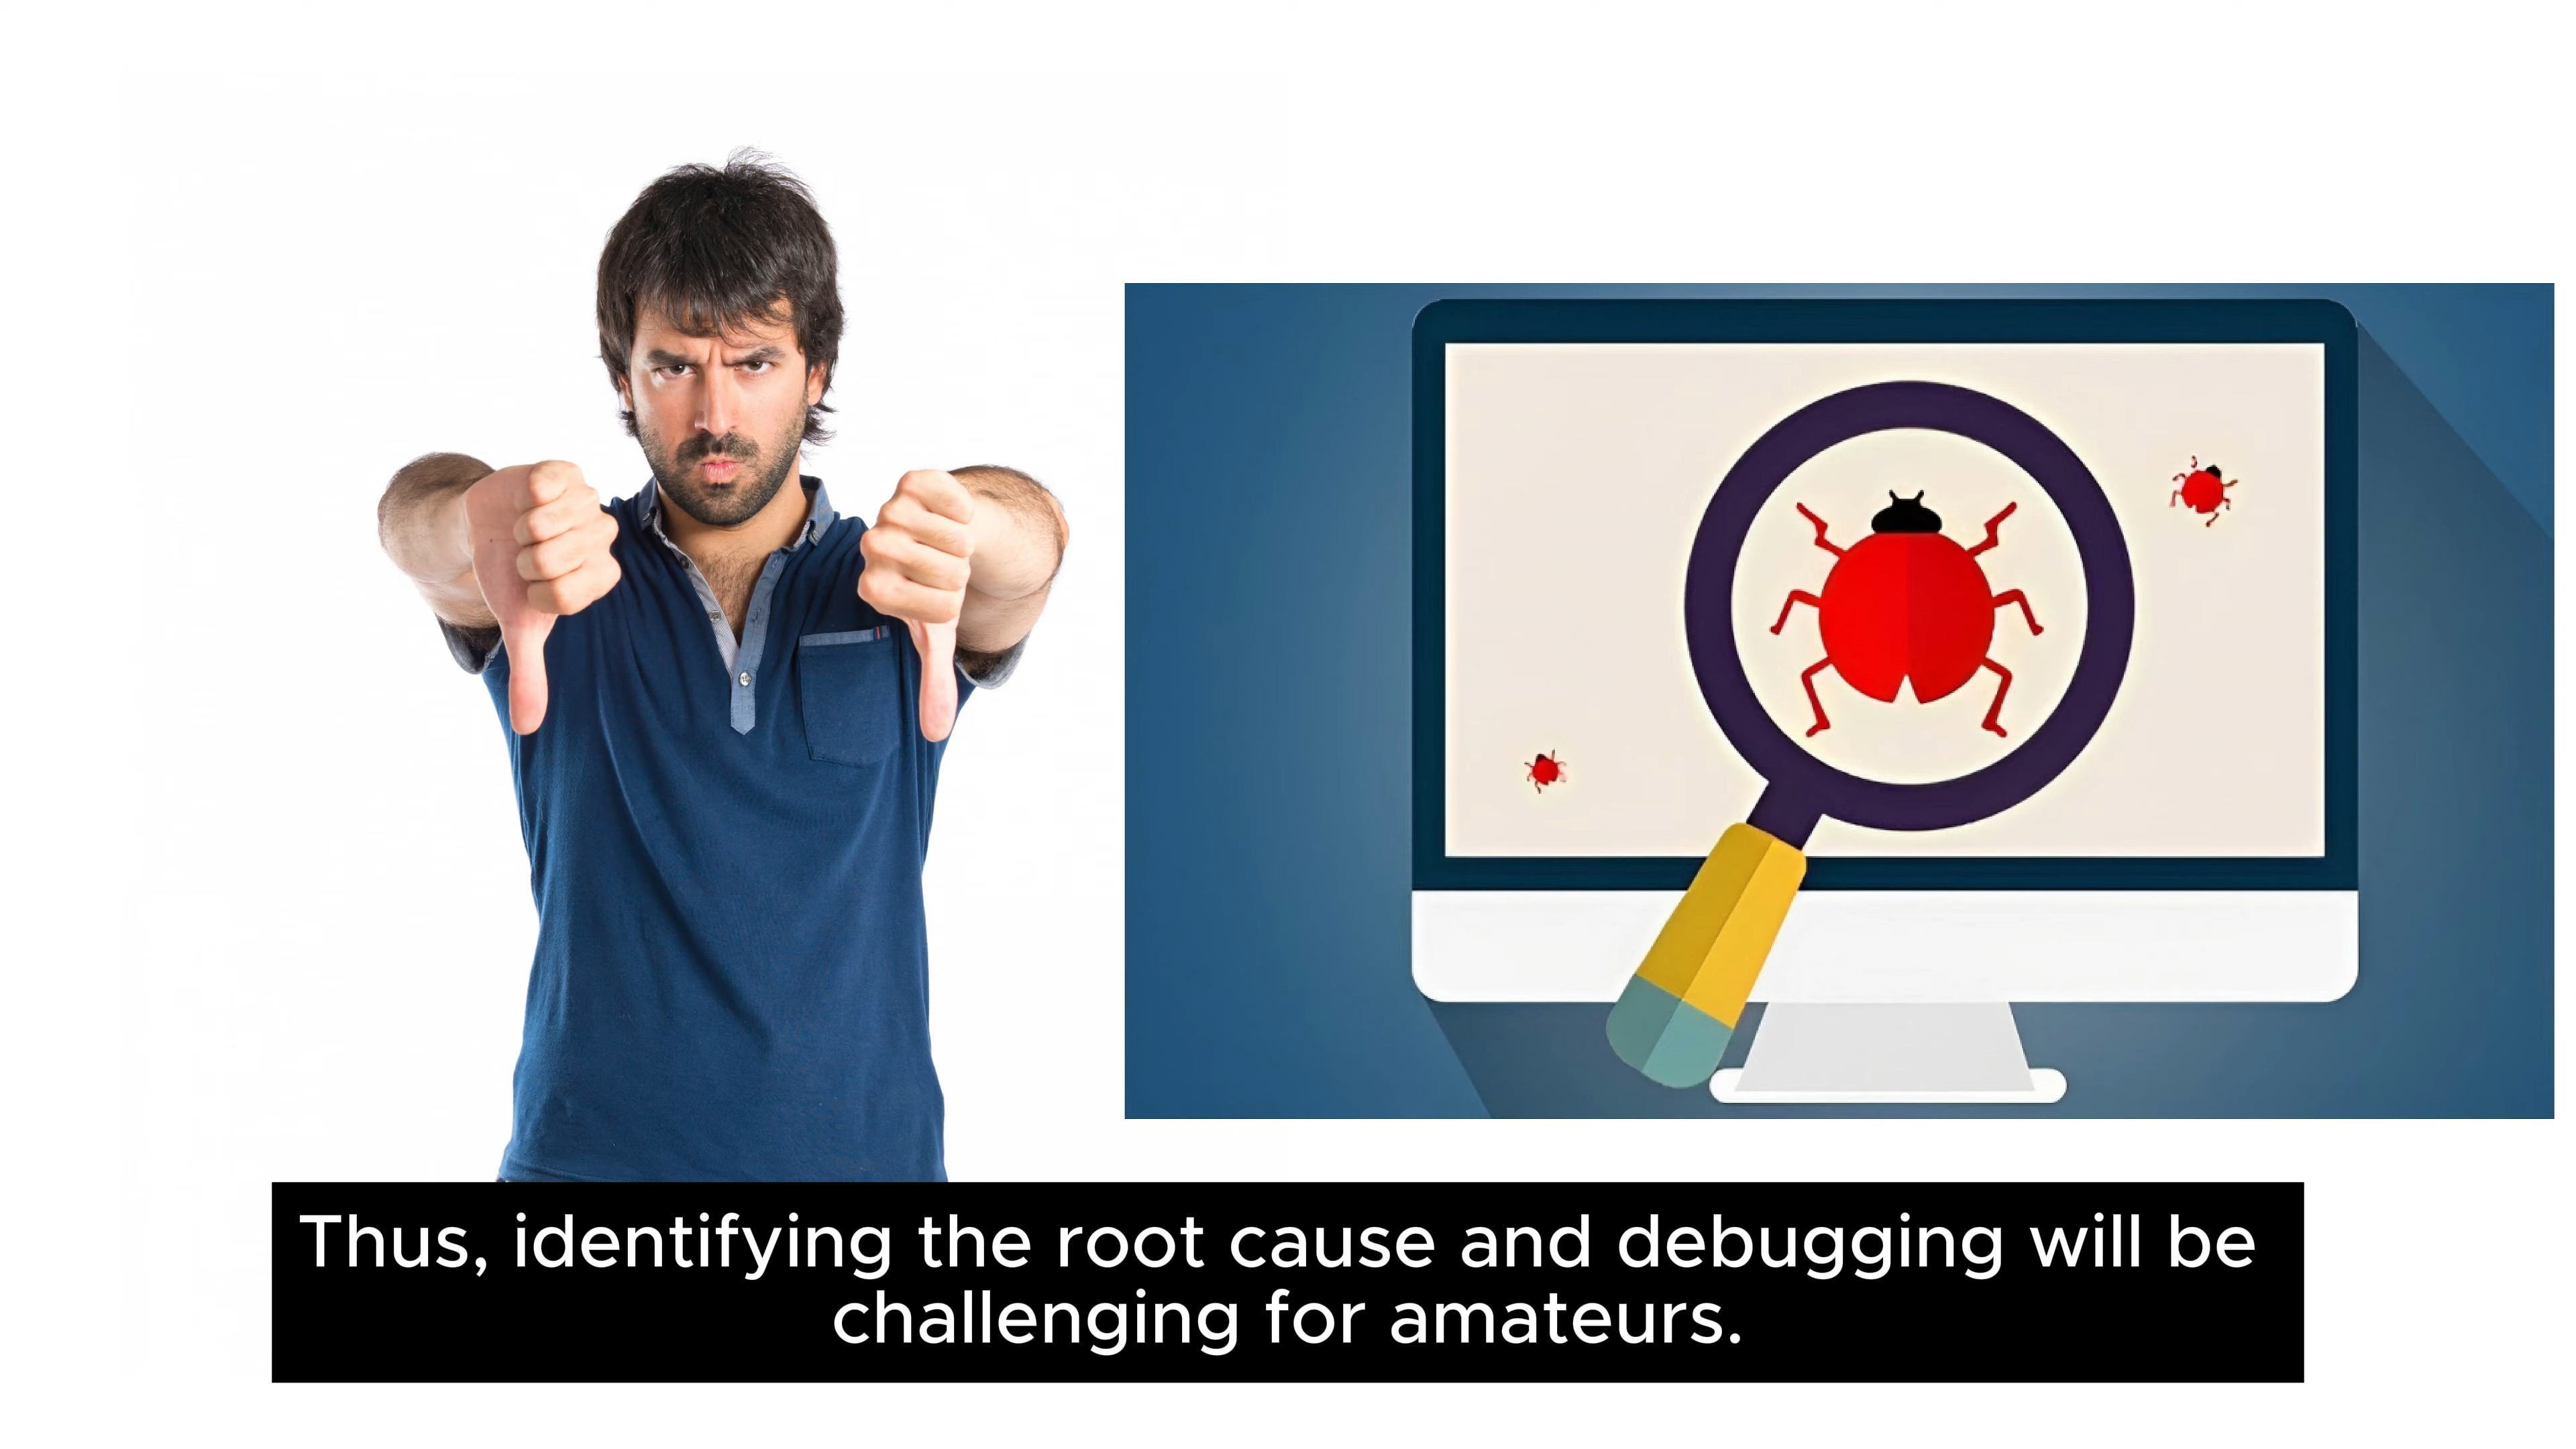 Thus, identifying the root cause and debugging will be
challenging for amateurs.